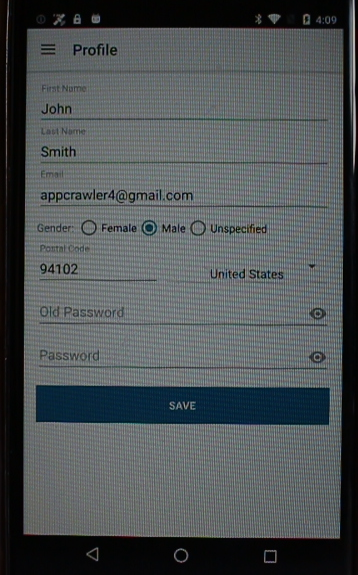 4:09
Profile
First Name
John
Last Name
Smith
Email
appcrawler4@gmail.com
Gender: Female Male Unspecified
Postal Code
94102 United States
Old Password
Password
SAVE